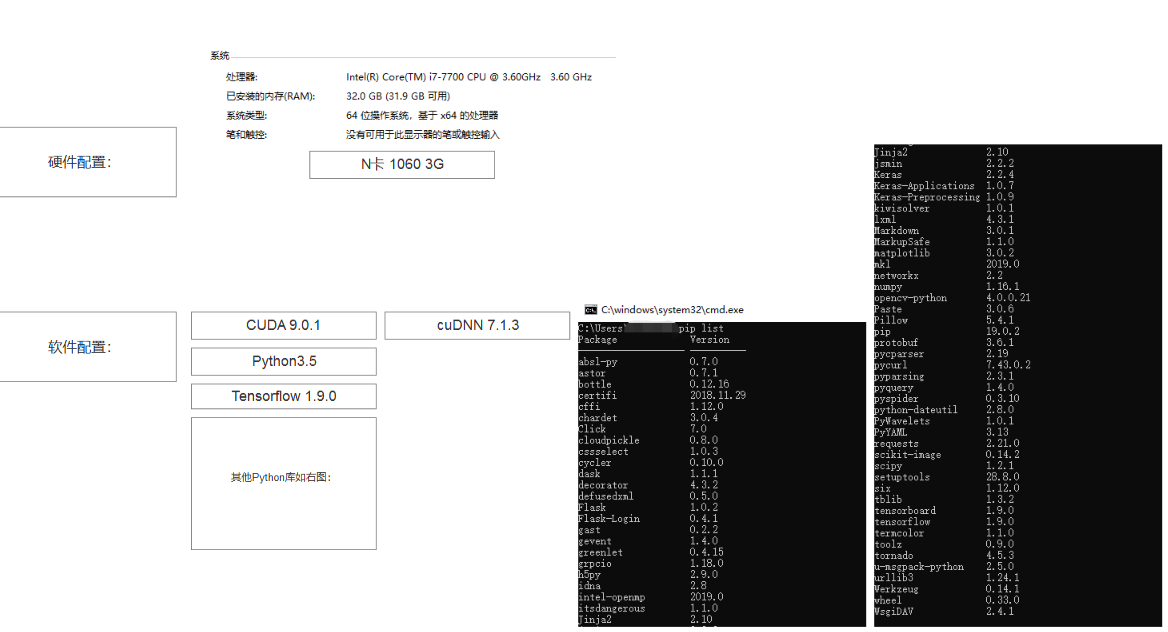 系统
处理器: Intel(R) Core(TM) i7-7700 CPU @ 3.60GHz 3.60 GHz
已安装的内存(RAM): 32.0 GB (31.9 GB 可用)
系统类型: 64 位操作系统，基于 x64 的处理器
笔和触控: 没有可用于此显示器的笔或触控输入
硬件配置:
N卡 1060 3G
软件配置:
CUDA 9.0.1
cuDNN 7.1.3
Python3.5
Tensorflow 1.9.0
其他Python库如右图:
C:\windows\system32\cmd.exe
C:\Users\ pip list
Package Version
absl-py 0.7.0
astor 0.7.1
bottle 0.12.16
certifi 2018.11.29
cffi 1.12.0
chardet 3.0.4
Click 7.0
cloudpickle 0.8.0
cssselect 1.0.3
cycler 0.10.0
dask 1.1.1
decorator 4.3.2
defusedxml 0.5.0
Flask 1.0.2
Flask-Login 0.4.1
gast 0.2.2
gevent 1.4.0
greenlet 0.4.15
grpcio 1.18.0
h5py 2.9.0
idna 2.8
intel-openmp 2019.0
itsdangerous 1.1.0
Jinja2 2.10
Jinja2 2.10
jsmin 2.2.2
Keras 2.2.4
Keras-Applications 1.0.7
Keras-Preprocessing 1.0.9
kiwisolver 1.0.1
lxml 4.3.1
Markdown 3.0.1
MarkupSafe 1.1.0
matplotlib 3.0.2
mkl 2019.0
networkx 2.2
numpy 1.16.1
opencv-python 4.0.0.21
Paste 3.0.6
Pillow 5.4.1
pip 19.0.2
protobuf 3.6.1
pycparser 2.19
pycurl 7.43.0.2
pyparsing 2.3.1
pyquery 1.4.0
pyspider 0.3.10
python-dateutil 2.8.0
PyWavelets 1.0.1
PyYAML 3.13
requests 2.21.0
scikit-image 0.14.2
scipy 1.2.1
setuptools 28.8.0
six 1.12.0
tblib 1.3.2
tensorboard 1.9.0
tensorflow 1.9.0
termcolor 1.1.0
toolz 0.9.0
tornado 4.5.3
u-msgpack-python 2.5.0
urllib3 1.24.1
Werkzeug 0.14.1
wheel 0.33.0
WsgiDAV 2.4.1